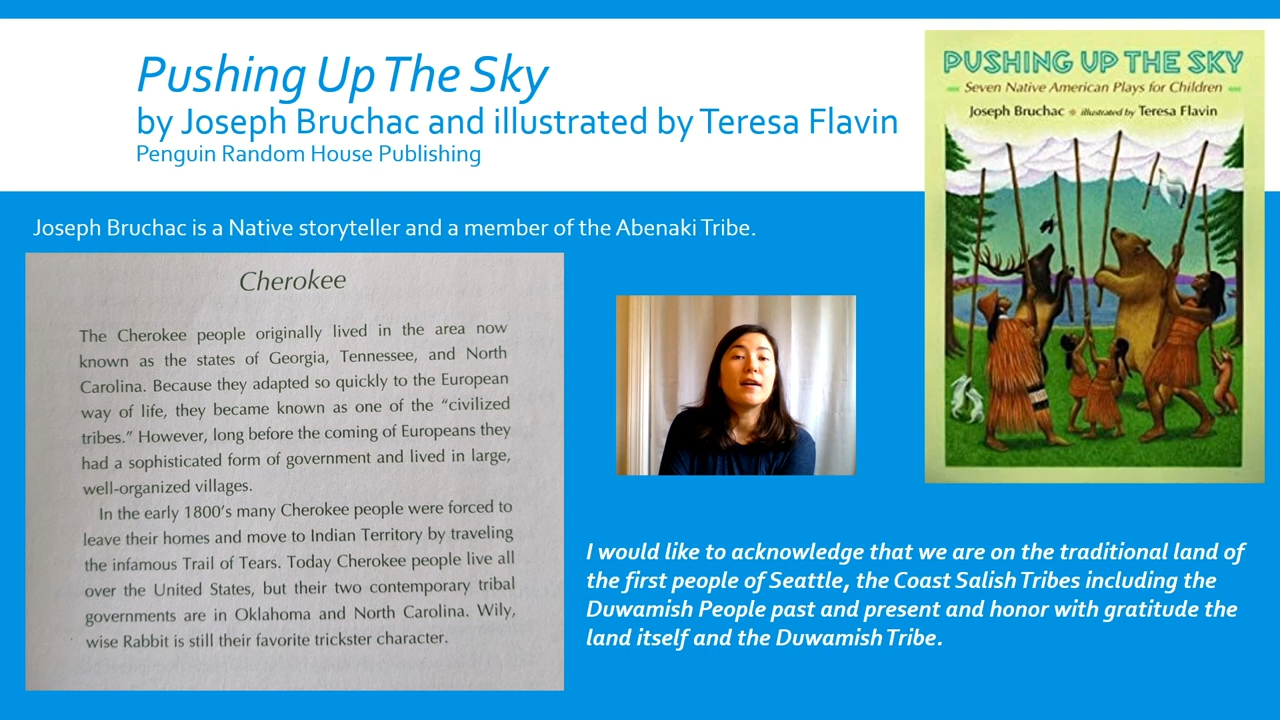 Pushing Up The Sky
by Joseph Bruchac and illustrated by Teresa Flavin
Penguin Random House Publishing
PUSHING UP THE SKY
Seven Native American Plays for Children
Joseph Bruchac illustrated by Teresa Flavin
Joseph Bruchac is a Native storyteller and a member of the Abenaki Tribe.
Cherokee
The Cherokee people originally lived in the area now
known as the states of Georgia, Tennessee, and North
Carolina. Because they adapted so quickly to the European
way of life, they became known as one of the “civilized
tribes.” However, long before the coming of Europeans they
had a sophisticated form of government and lived in large,
well-organized villages.
In the early 1800’s many Cherokee people were forced to
leave their homes and move to Indian Territory by traveling
the infamous Trail of Tears. Today Cherokee people live all
over the United States, but their two contemporary tribal
governments are in Oklahoma and North Carolina. Wily,
wise Rabbit is still their favorite trickster character.
I would like to acknowledge that we are on the traditional land of
the first people of Seattle, the Coast Salish Tribes including the
Duwamish People past and present and honor with gratitude the
land itself and the Duwamish Tribe.